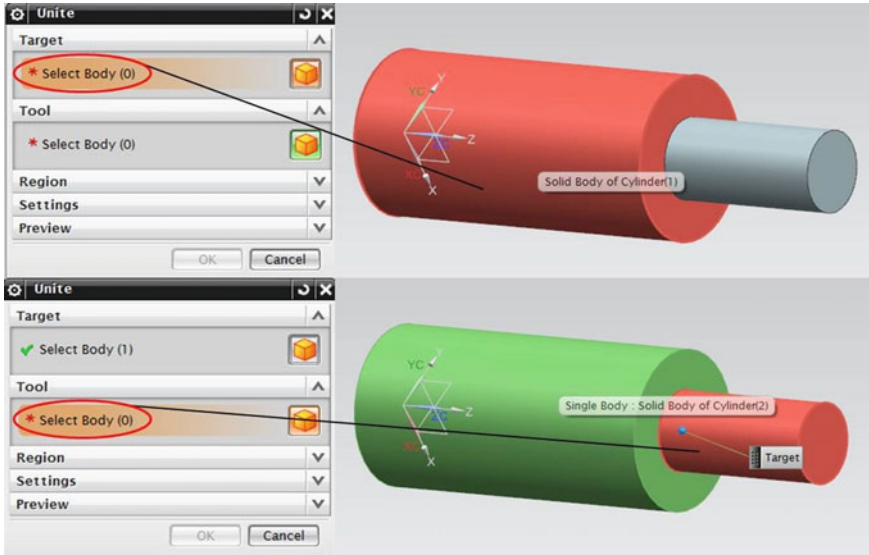 Unite
Target
* Select Body (0)
Tool
* Select Body (0)
Region
Settings
Preview
OK Cancel
YC
Y
Z
ZC
XC
X
Solid Body of Cylinder(1)
Unite
Target
Select Body (1)
Tool
* Select Body (0)
Region
Settings
Preview
OK Cancel
YC
Y
Z
ZC
XC
X
Single Body : Solid Body of Cylinder(2)
Target